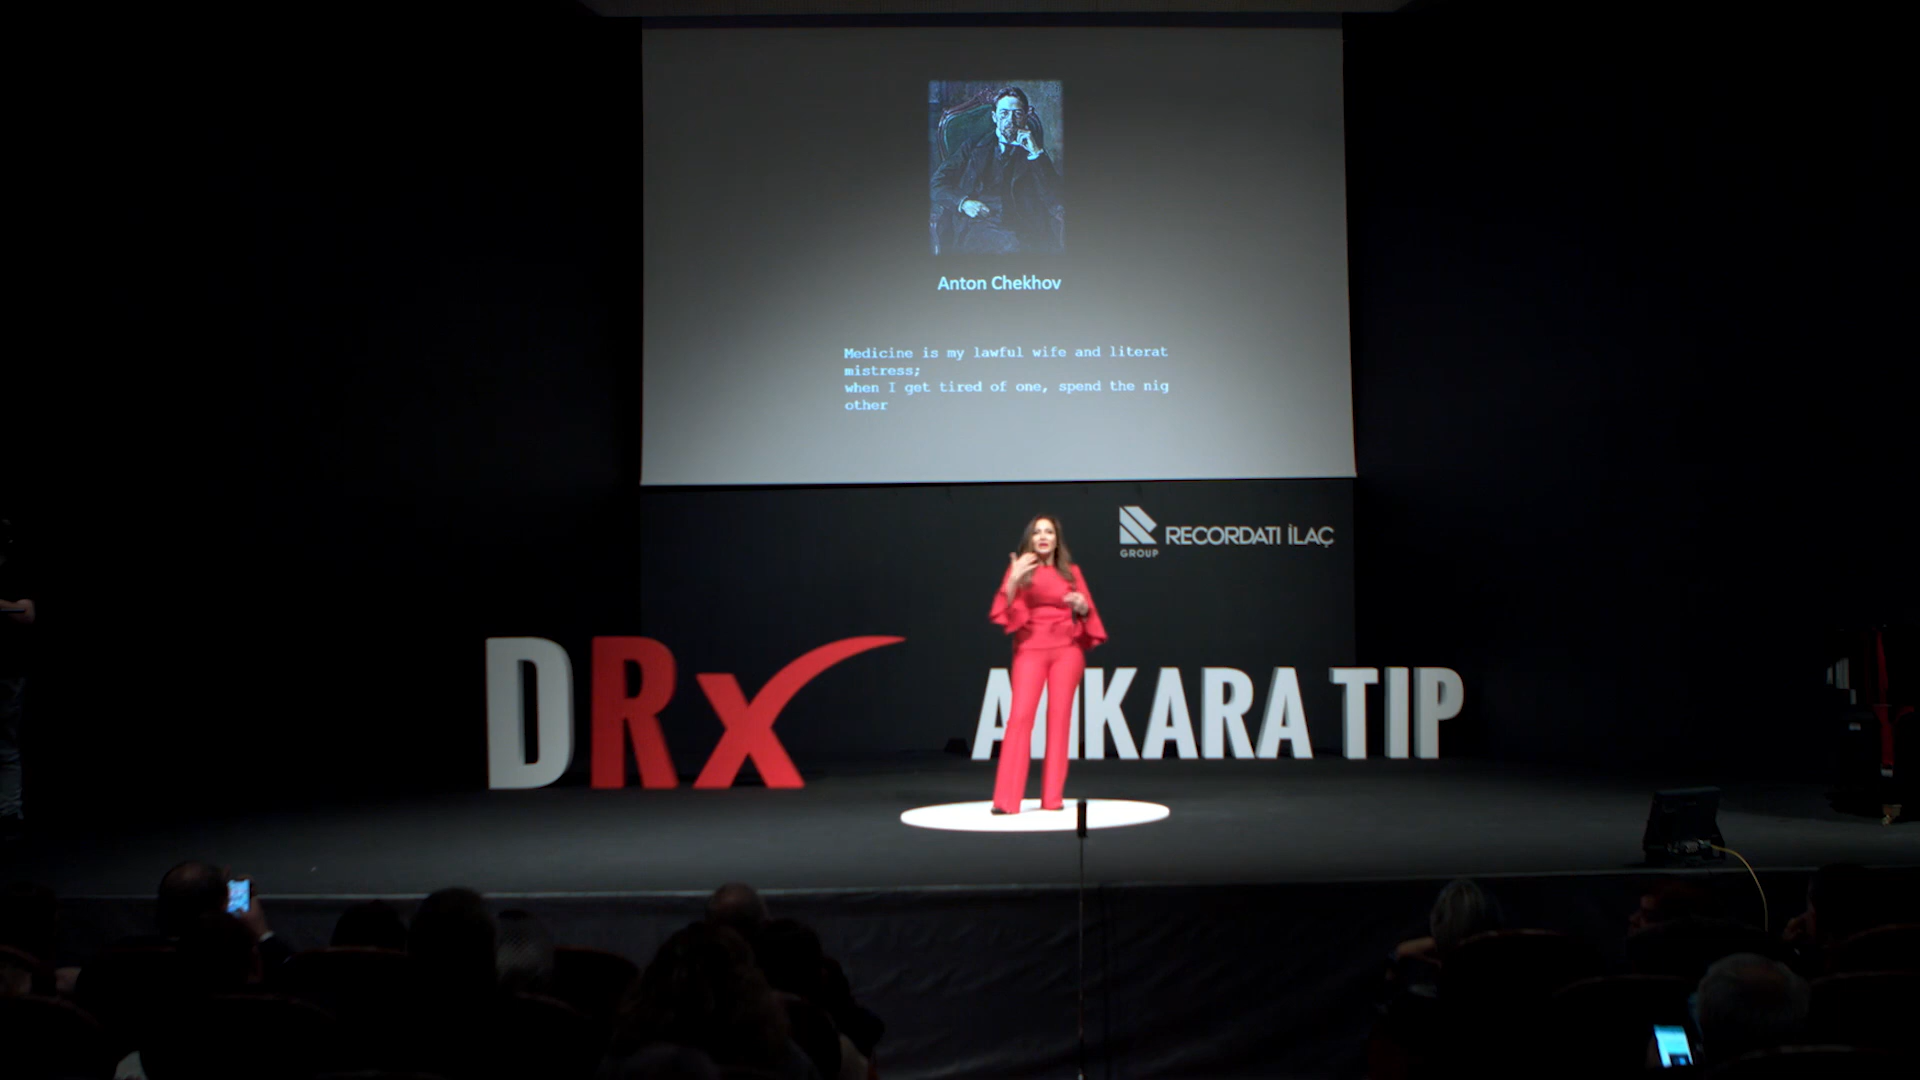 Anton Chekhov
Medicine is my lawful wife and literat
mistress;
when I get tired of one, spend the nig
other
RECORDATI İLAÇ
GROUP
DRx
ANKARA TIP